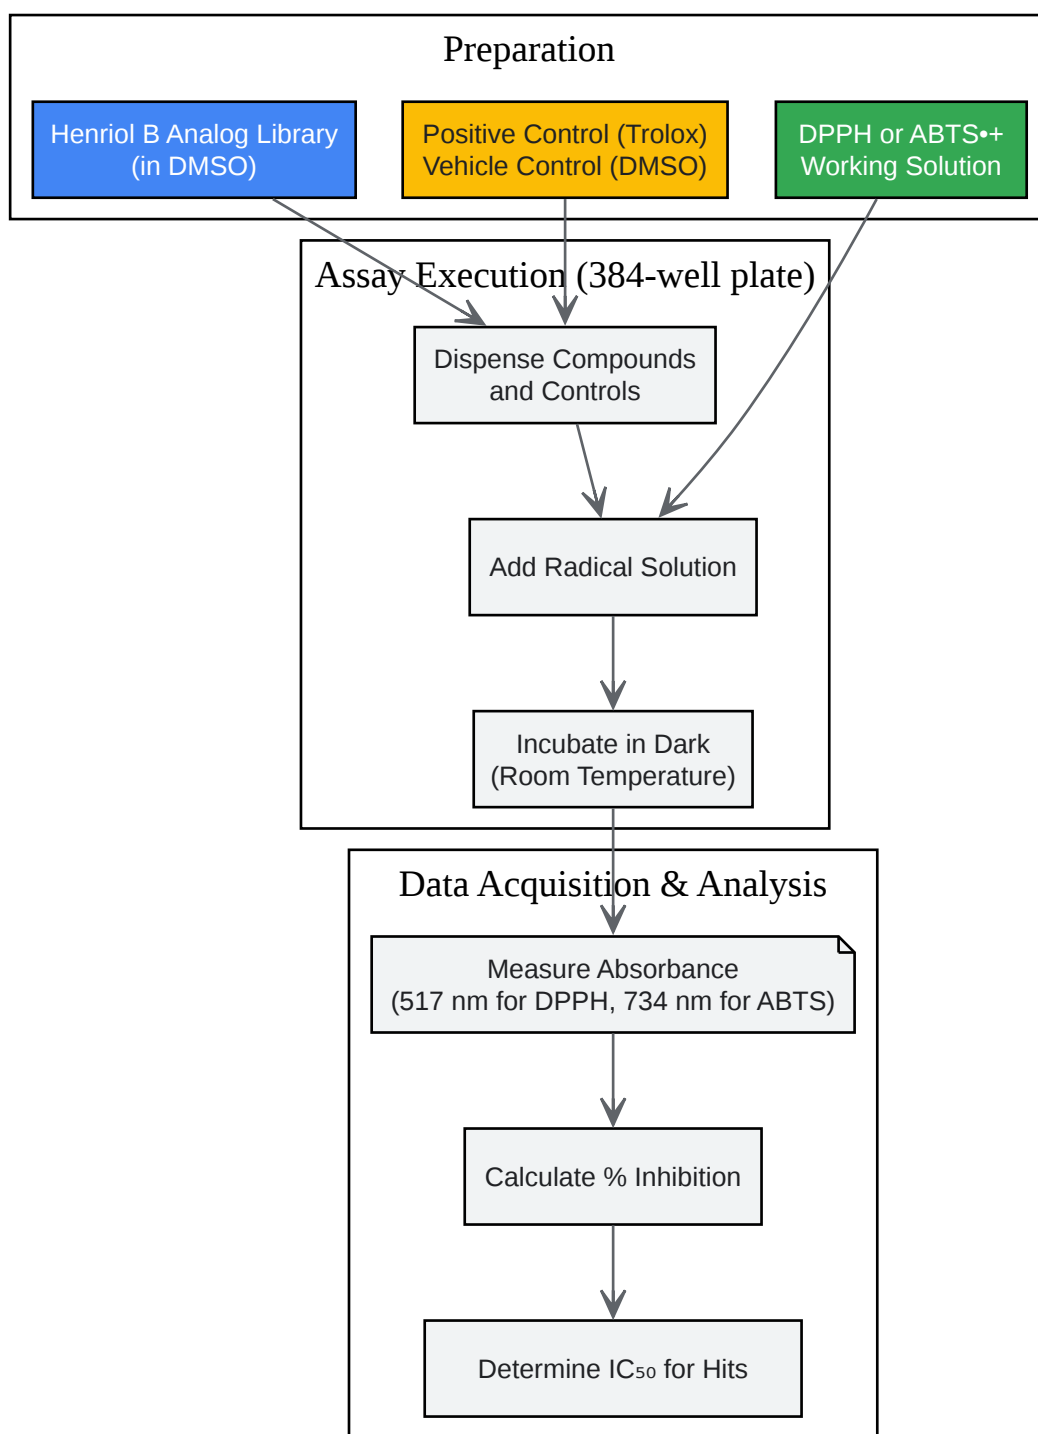 Preparation
Henriol B Analog Library
(in DMSO)
Positive Control (Trolox)
Vehicle Control (DMSO)
DPPH or ABTS•+
Working Solution
Assay Execution (384-well plate)
Dispense Compounds
and Controls
Add Radical Solution
Incubate in Dark
(Room Temperature)
Data Acquisition & Analysis
Measure Absorbance
(517 nm for DPPH, 734 nm for ABTS)
Calculate % Inhibition
Determine IC₅₀ for Hits